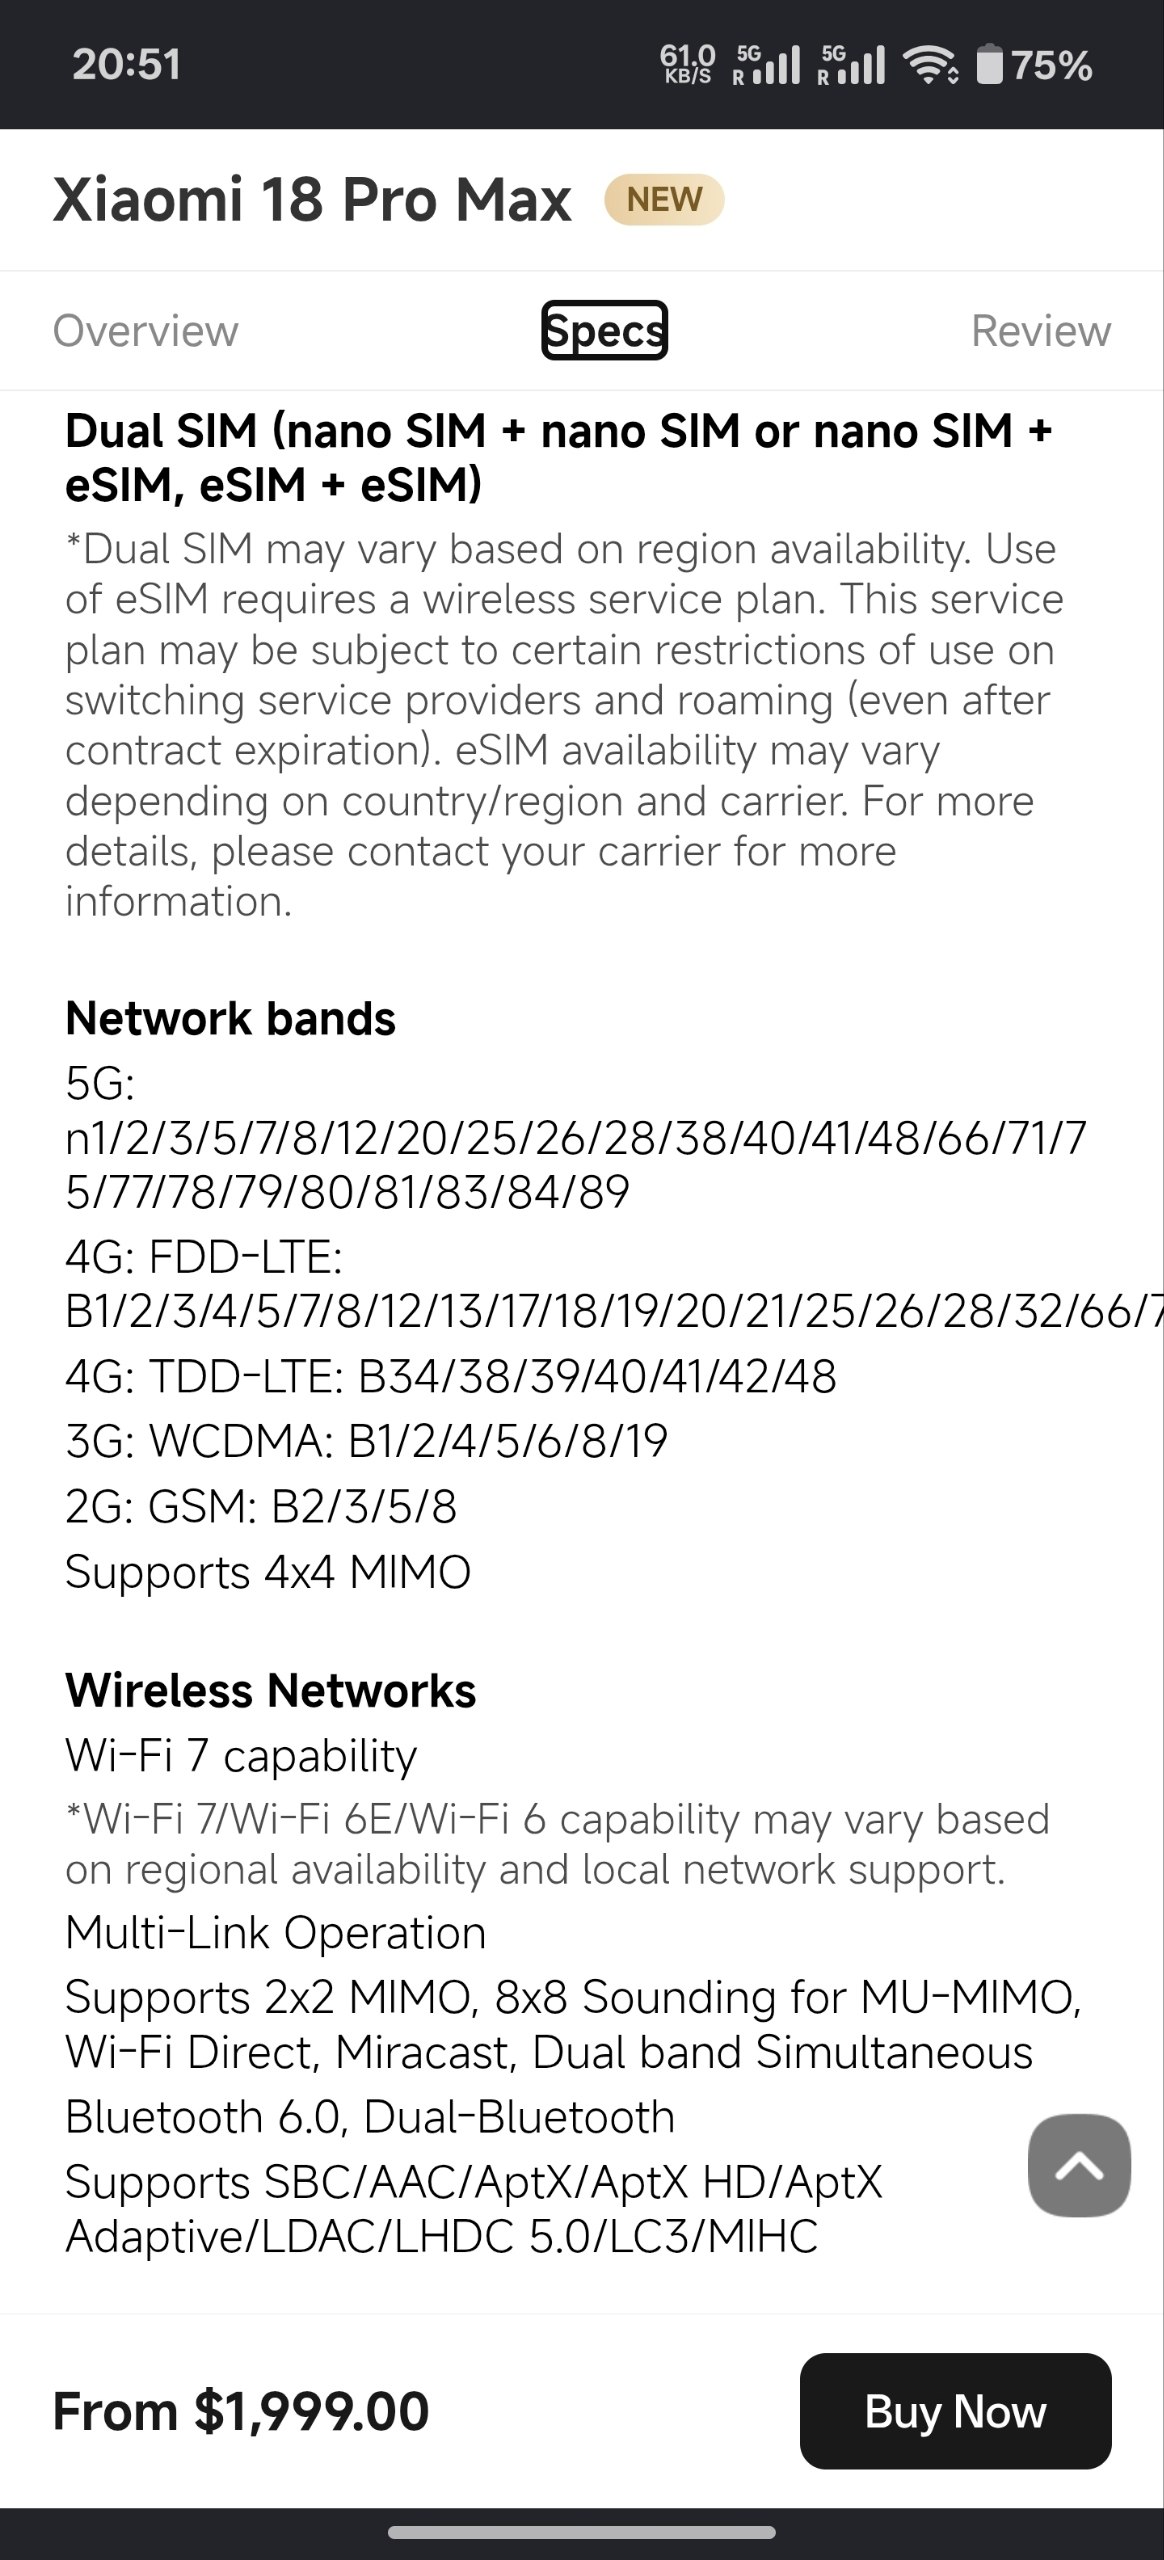 20:51
61.0
KB/S
5G
R
5G
R
75%
Xiaomi 18 Pro Max
NEW
Overview
Specs
Review
Dual SIM (nano SIM + nano SIM or nano SIM +
eSIM, eSIM + eSIM)
*Dual SIM may vary based on region availability. Use
of eSIM requires a wireless service plan. This service
plan may be subject to certain restrictions of use on
switching service providers and roaming (even after
contract expiration). eSIM availability may vary
depending on country/region and carrier. For more
details, please contact your carrier for more
information.
Network bands
5G:
n1/2/3/5/7/8/12/20/25/26/28/38/40/41/48/66/71/7
5/77/78/79/80/81/83/84/89
4G: FDD-LTE:
B1/2/3/4/5/7/8/12/13/17/18/19/20/21/25/26/28/32/66/7
4G: TDD-LTE: B34/38/39/40/41/42/48
3G: WCDMA: B1/2/4/5/6/8/19
2G: GSM: B2/3/5/8
Supports 4x4 MIMO
Wireless Networks
Wi-Fi 7 capability
*Wi-Fi 7/Wi-Fi 6E/Wi-Fi 6 capability may vary based
on regional availability and local network support.
Multi-Link Operation
Supports 2x2 MIMO, 8x8 Sounding for MU-MIMO,
Wi-Fi Direct, Miracast, Dual band Simultaneous
Bluetooth 6.0, Dual-Bluetooth
Supports SBC/AAC/AptX/AptX HD/AptX
Adaptive/LDAC/LHDC 5.0/LC3/MIHC
From $1,999.00
Buy Now